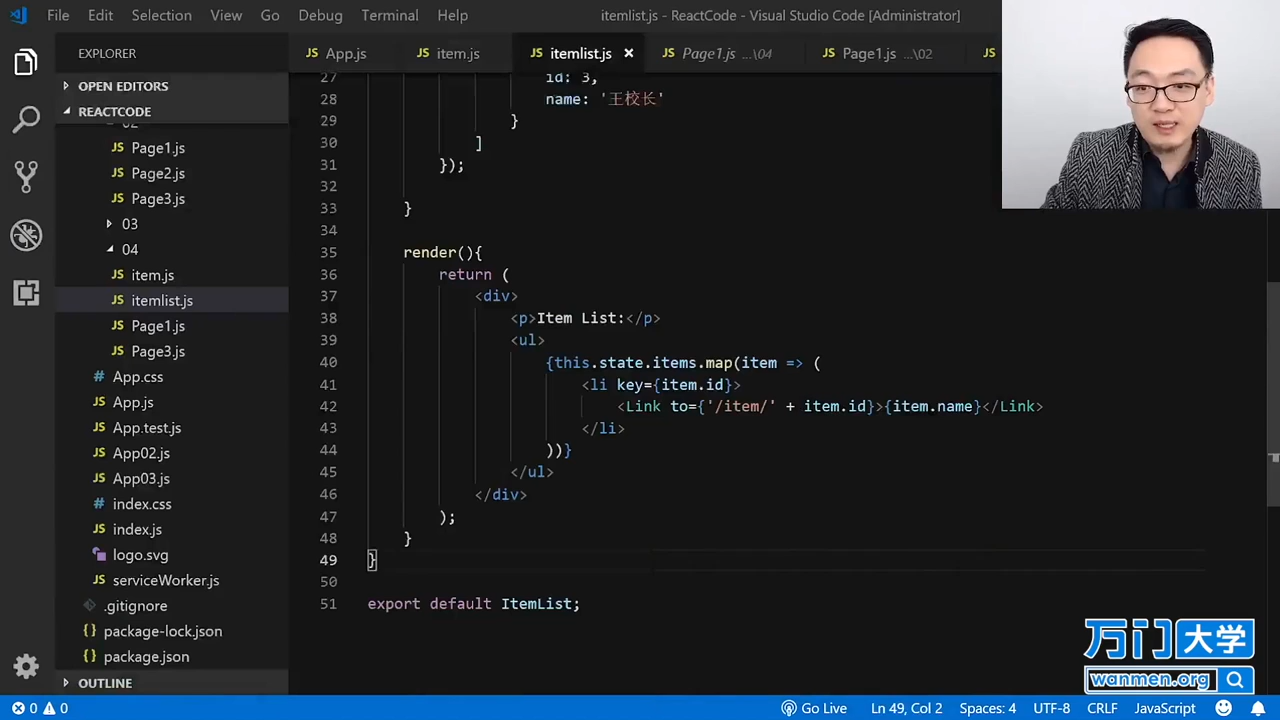 File Edit Selection View Go Debug Terminal Help itemlist.js - ReactCode - Visual Studio Code [Administrator]
EXPLORER
OPEN EDITORS
REACTCODE
Page1.js
Page2.js
Page3.js
03
04
item.js
itemlist.js
Page1.js
Page3.js
App.css
App.js
App.test.js
App02.js
App03.js
index.css
index.js
logo.svg
serviceWorker.js
.gitignore
package-lock.json
package.json
OUTLINE
JS App.js JS item.js JS itemlist.js × JS Page1.js ...\04 JS Page1.js ...\02 JS
27 id: 3,
28 name: '王校长'
29 }
30 ]
31 });
32
33 }
34
35 render(){
36 return (
37 <div>
38 <p>Item List:</p>
39 <ul>
40 {this.state.items.map(item => (
41 <li key={item.id}>
42 <Link to={'/item/' + item.id}>{item.name}</Link>
43 </li>
44 ))}
45 </ul>
46 </div>
47 );
48 }
49 }
50
51 export default ItemList;
万门大学
wanmen.org
0 0 Go Live Ln 49, Col 2 Spaces: 4 UTF-8 CRLF JavaScript